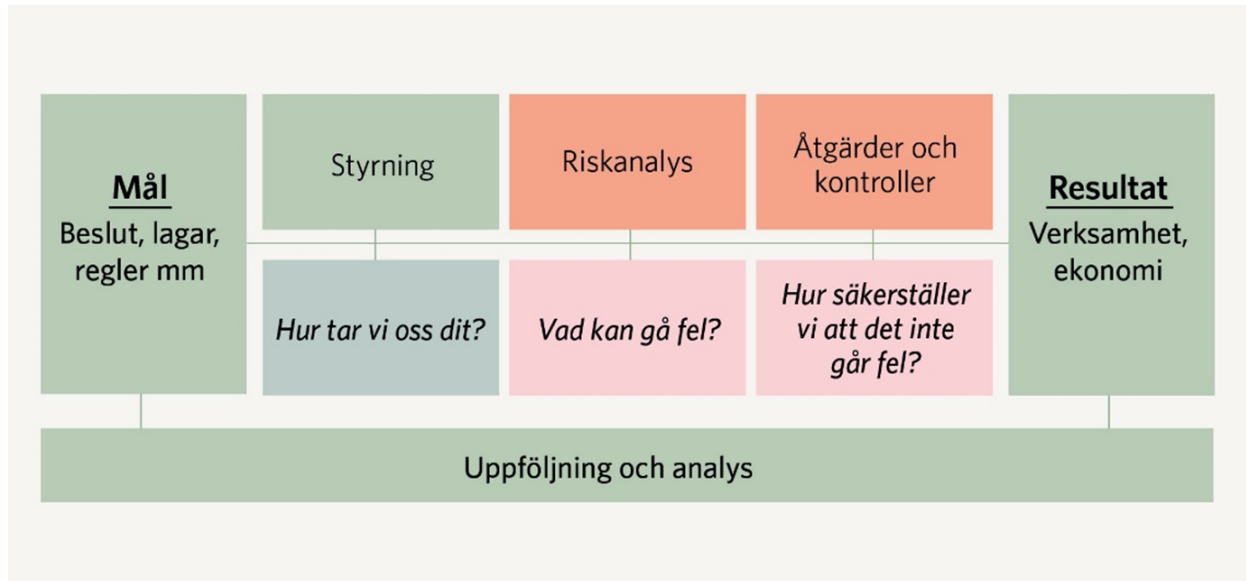 Mål
Beslut, lagar,
regler mm
Styrning
Hur tar vi oss dit?
Riskanalys
Vad kan gå fel?
Åtgärder och
kontroller
Hur säkerställer
vi att det inte
går fel?
Resultat
Verksamhet,
ekonomi
Uppföljning och analys